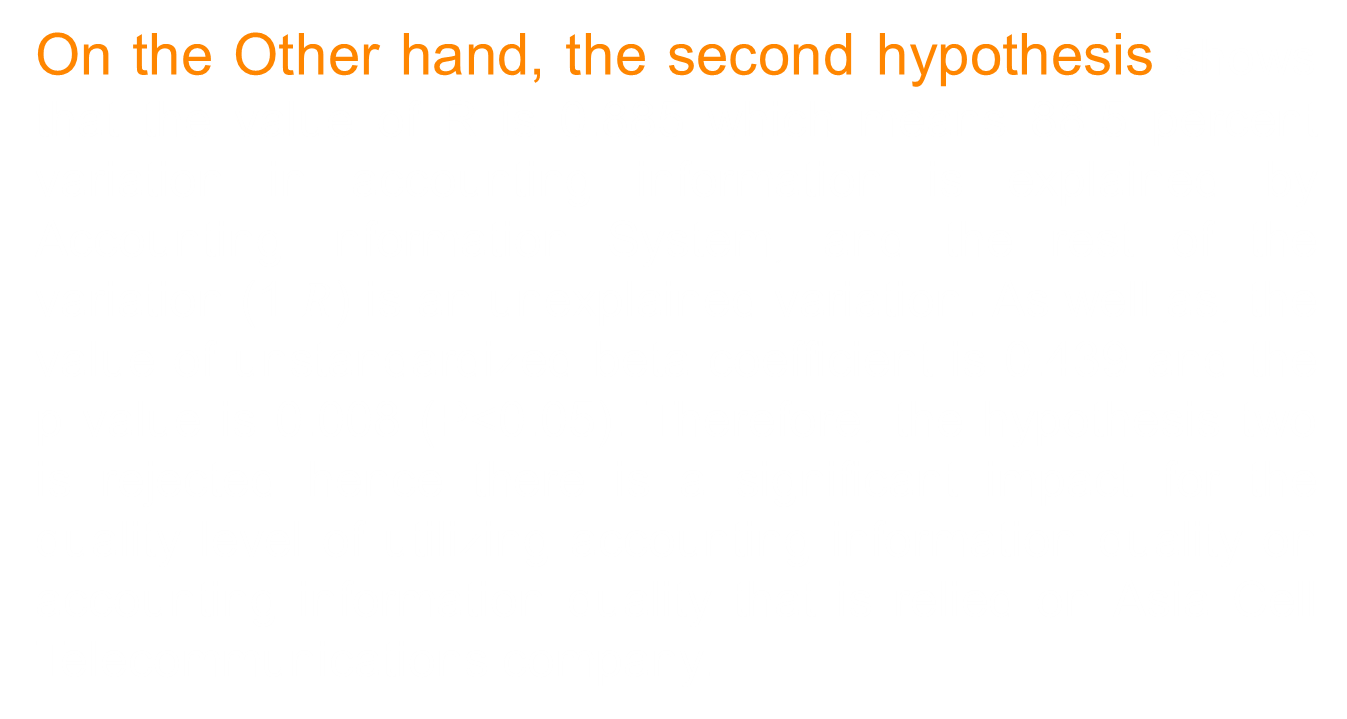 On the Other hand, the second hypothesis